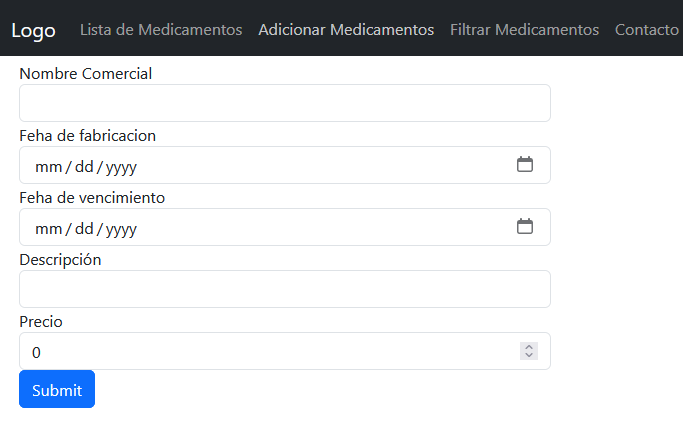 Logo Lista de Medicamentos Adicionar Medicamentos Filtrar Medicamentos Contacto
Nombre Comercial
Feha de fabricacion
mm/dd/yyyy
Feha de vencimiento
mm/dd/yyyy
Descripción
Precio
0
Submit